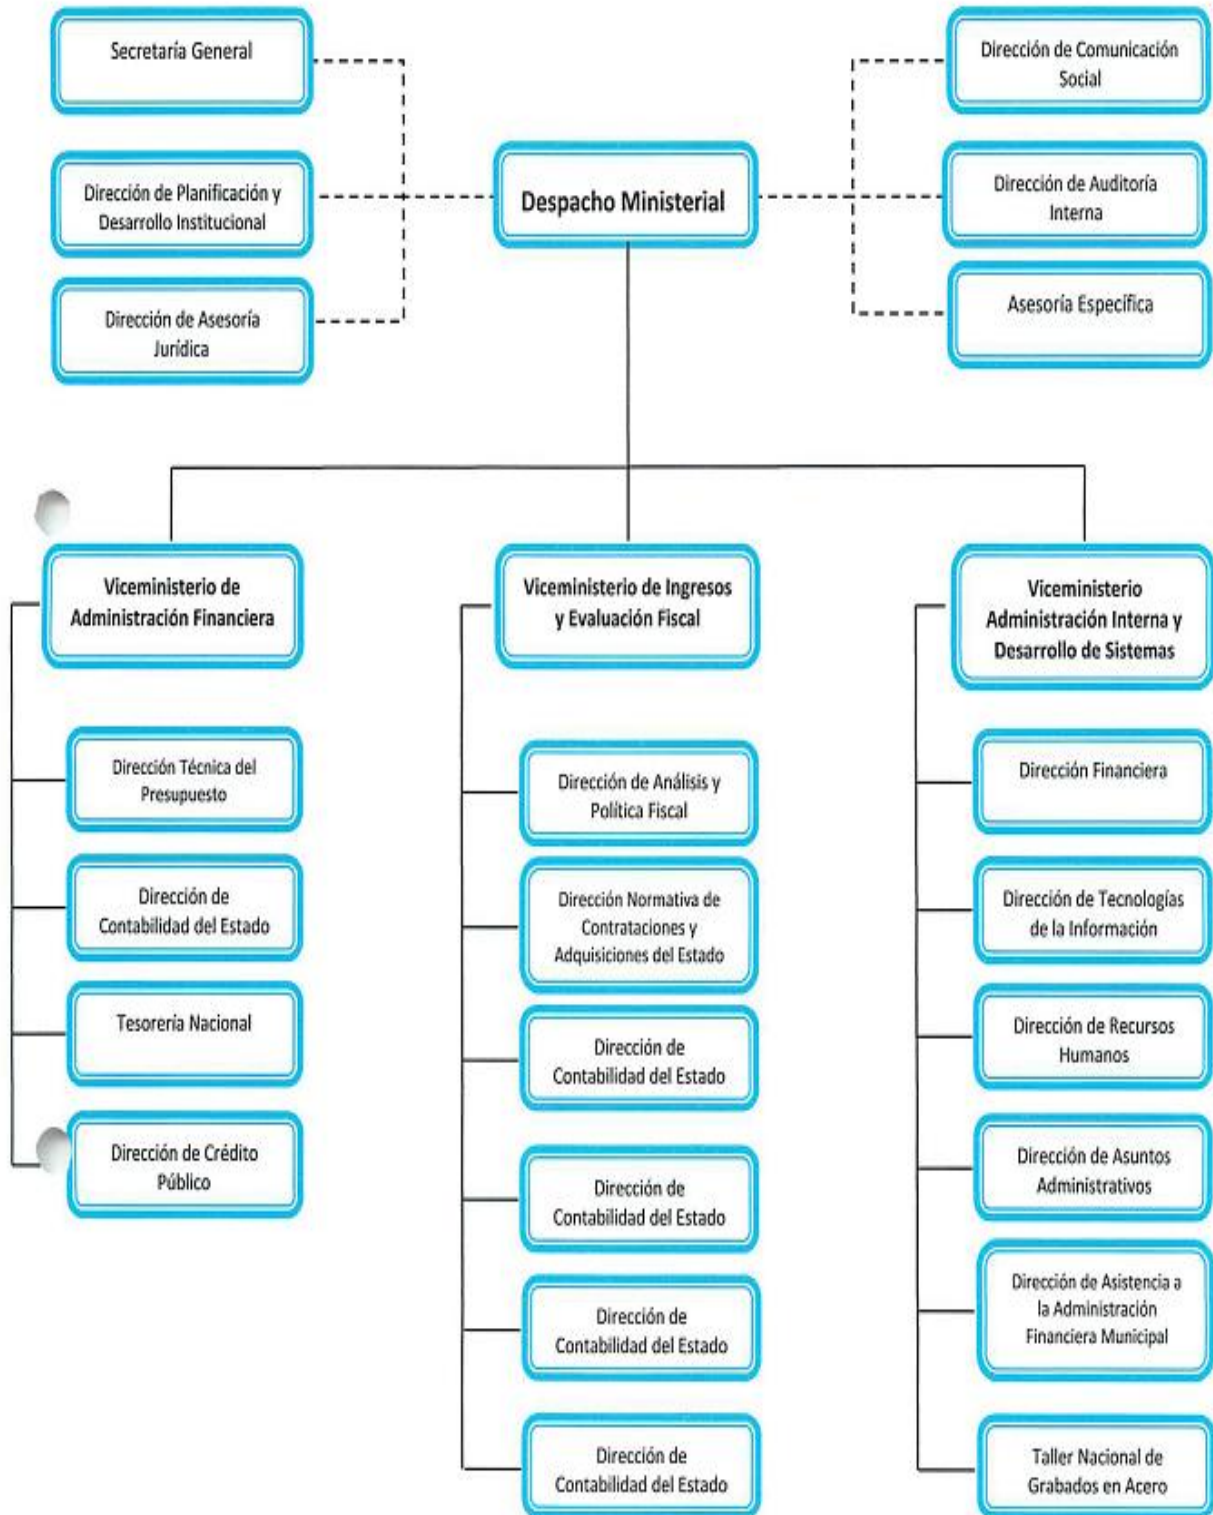 Secretaría General
Dirección de Planificación y
Desarrollo Institucional
Dirección de Asesoría
Jurídica
Despacho Ministerial
Dirección de Comunicación
Social
Dirección de Auditoría
Interna
Asesoría Específica
Viceministerio de
Administración Financiera
Dirección Técnica del
Presupuesto
Dirección de
Contabilidad del Estado
Tesorería Nacional
Dirección de Crédito
Público
Viceministerio de Ingresos
y Evaluación Fiscal
Dirección de Análisis y
Política Fiscal
Dirección Normativa de
Contrataciones y
Adquisiciones del Estado
Dirección de
Contabilidad del Estado
Dirección de
Contabilidad del Estado
Dirección de
Contabilidad del Estado
Dirección de
Contabilidad del Estado
Viceministerio
Administración Interna y
Desarrollo de Sistemas
Dirección Financiera
Dirección de Tecnologías
de la Información
Dirección de Recursos
Humanos
Dirección de Asuntos
Administrativos
Dirección de Asistencia a
la Administración
Financiera Municipal
Taller Nacional de
Grabados en Acero